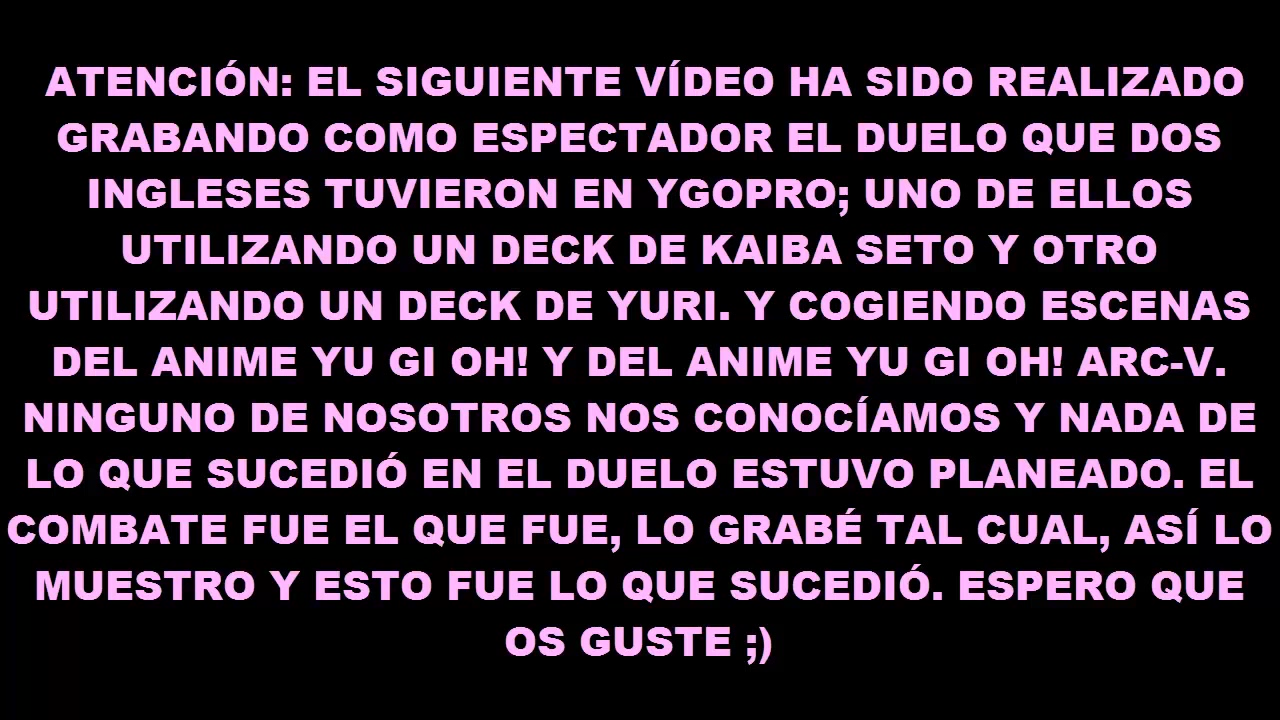 ATENCIÓN: EL SIGUIENTE VÍDEO HA SIDO REALIZADO
GRABANDO COMO ESPECTADOR EL DUELO QUE DOS
INGLESES TUVIERON EN YGOPRO; UNO DE ELLOS
UTILIZANDO UN DECK DE KAIBA SETO Y OTRO
UTILIZANDO UN DECK DE YURI. Y COGIENDO ESCENAS
DEL ANIME YU GI OH! Y DEL ANIME YU GI OH! ARC-V.
NINGUNO DE NOSOTROS NOS CONOCÍAMOS Y NADA DE
LO QUE SUCEDIÓ EN EL DUELO ESTUVO PLANEADO. EL
COMBATE FUE EL QUE FUE, LO GRABÉ TAL CUAL, ASÍ LO
MUESTRO Y ESTO FUE LO QUE SUCEDIÓ. ESPERO QUE
OS GUSTE ;)